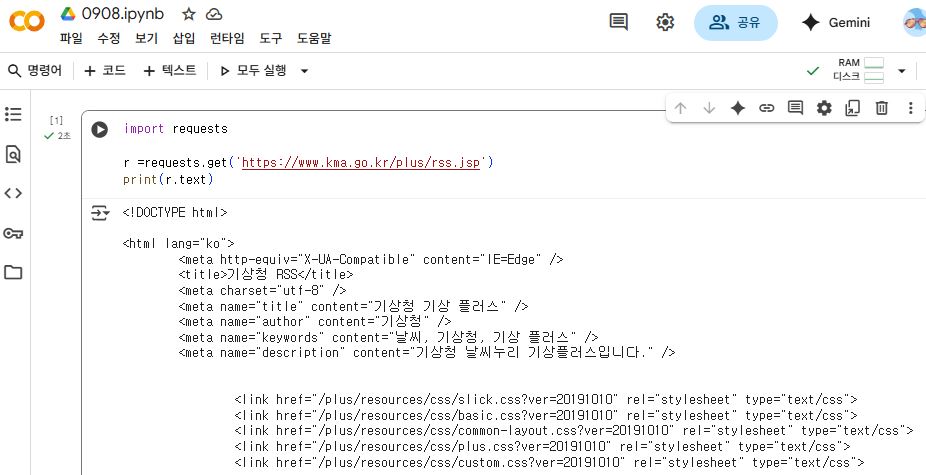 0908.ipynb
파일 수정 보기 삽입 런타임 도구 도움말
공유
Gemini
명령어 + 코드 + 텍스트 모두 실행
RAM
디스크
[1]
2초
import requests
r =requests.get('https://www.kma.go.kr/plus/rss.jsp')
print(r.text)
<!DOCTYPE html>
<html lang="ko">
<meta http-equiv="X-UA-Compatible" content="IE=Edge" />
<title>기상청 RSS</title>
<meta charset="utf-8" />
<meta name="title" content="기상청 기상 플러스" />
<meta name="author" content="기상청" />
<meta name="keywords" content="날씨, 기상청, 기상 플러스" />
<meta name="description" content="기상청 날씨누리 기상플러스입니다." />
<link href="/plus/resources/css/slick.css?ver=20191010" rel="stylesheet" type="text/css">
<link href="/plus/resources/css/basic.css?ver=20191010" rel="stylesheet" type="text/css">
<link href="/plus/resources/css/common-layout.css?ver=20191010" rel="stylesheet" type="text/css">
<link href="/plus/resources/css/plus.css?ver=20191010" rel="stylesheet" type="text/css">
<link href="/plus/resources/css/custom.css?ver=20191010" rel="stylesheet" type="text/css">